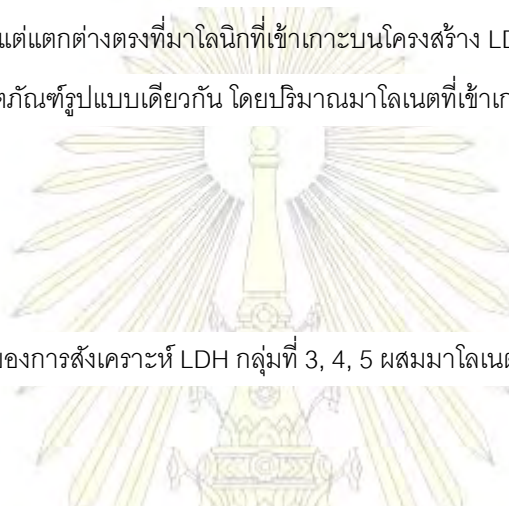 แต่แตกต่างตรงที่มาโลนิกที่เข้าเกาะบนโครงสร้าง
ภัณฑ์รูปแบบเดียวกัน โดยปริมาณมาโลเนตที่เข้า
ของการสังเคราะห์ LDH กลุ่มที่ 3, 4, 5 ผสมมาโลเนต